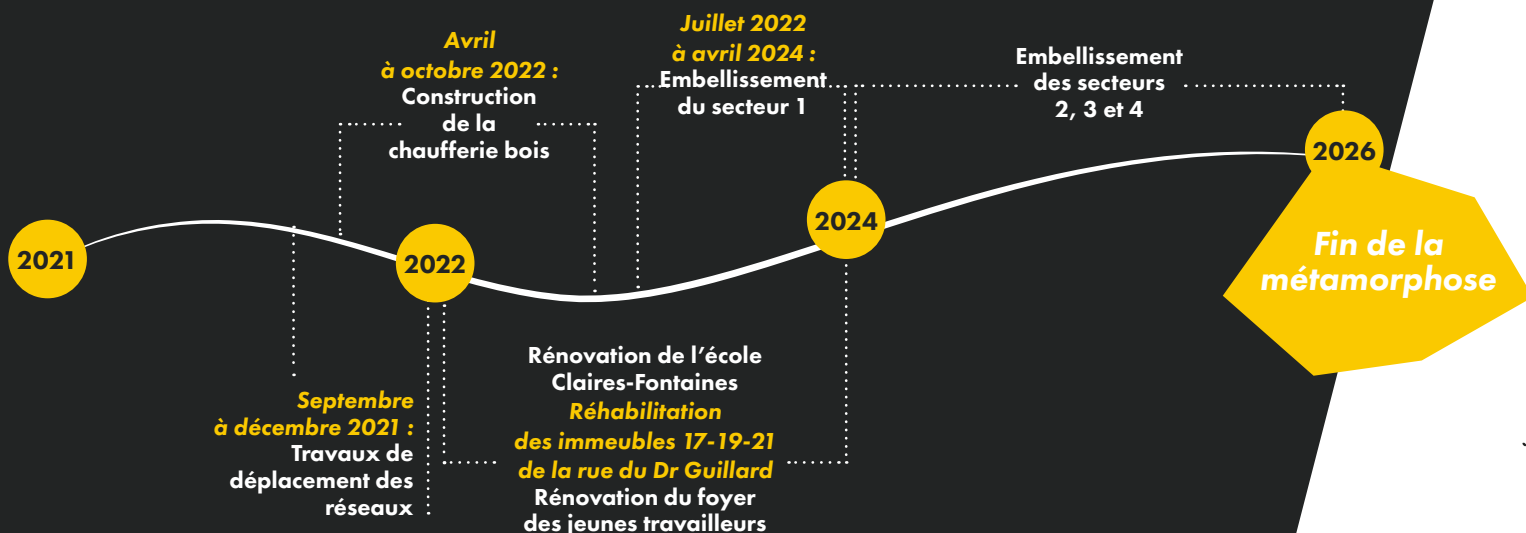 Avril
à octobre 2022 :
Construction
de la
chaufferie bois
Juillet 2022
à avril 2024 :
Embellissement
du secteur 1
Embellissement
des secteurs
2, 3 et 4
2021
2022
2024
2026
Fin de la
métamorphose
Septembre
à décembre 2021 :
Travaux de
déplacement des
réseaux
Rénovation de l’école
Claires-Fontaines
Réhabilitation
des immeubles 17-19-21
de la rue du Dr Guillard
Rénovation du foyer
des jeunes travailleurs